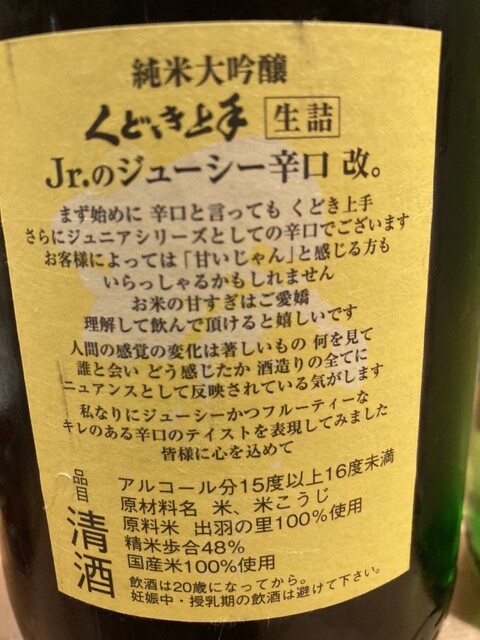 純米大吟醸
くどき上手 生詰
Jr.のジューシー辛口 改。
まず始めに 辛口と言っても くどき上手
さらにジュニアシリーズとしての辛口でございます
お客様によっては「甘いじゃん」と感じる方も
いらっしゃるかもしれません
お米の甘すぎはご愛嬌
理解して飲んで頂けると嬉しいです
人間の感覚の変化は著しいもの 何を見て
誰と会い どう感じたか 酒造りの全てに
ニュアンスとして反映されている気がします
私なりにジューシーかつフルーティーな
キレのある辛口のテイストを表現してみました
皆様に心を込めて
品目 清酒
アルコール分15度以上16度未満
原材料名 米、米こうじ
原料米 出羽の里100%使用
精米歩合48%
国産米100%使用
飲酒は20歳になってから。
妊娠中・授乳期の飲酒は避けて下さい。